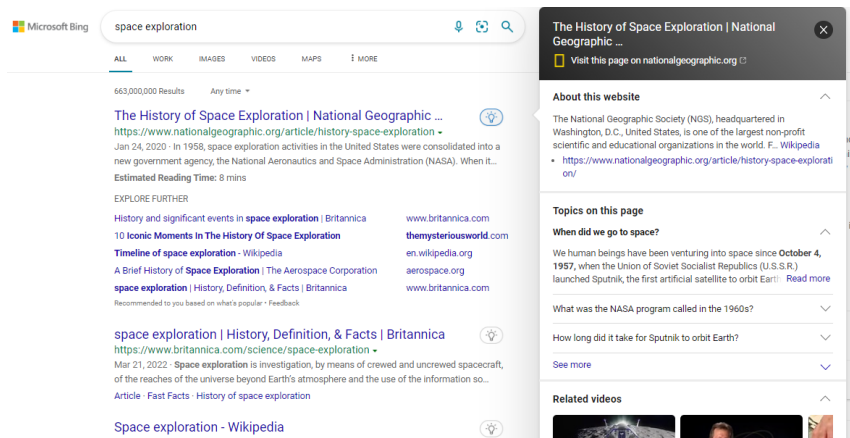 Microsoft Bing
space exploration
ALL WORK IMAGES VIDEOS MAPS MORE
663,000,000 Results Any time
The History of Space Exploration | National Geographic ...
https://www.nationalgeographic.org/article/history-space-exploration
Jan 24, 2020 · In 1958, space exploration activities in the United States were consolidated into a
new government agency, the National Aeronautics and Space Administration (NASA). When it...
Estimated Reading Time: 8 mins
EXPLORE FURTHER
History and significant events in space exploration | Britannica www.britannica.com
10 Iconic Moments In The History Of Space Exploration themysteriousworld.com
Timeline of space exploration - Wikipedia en.wikipedia.org
A Brief History of Space Exploration | The Aerospace Corporation aerospace.org
space exploration | History, Definition, & Facts | Britannica www.britannica.com
Recommended to you based on what's popular • Feedback
space exploration | History, Definition, & Facts | Britannica
https://www.britannica.com/science/space-exploration
Mar 21, 2022 · Space exploration is investigation, by means of crewed and uncrewed spacecraft,
of the reaches of the universe beyond Earth's atmosphere and the use of the information so...
Article · Fast Facts · History of space exploration
Space exploration - Wikipedia
The History of Space Exploration | National
Geographic ...
Visit this page on nationalgeographic.org
About this website
The National Geographic Society (NGS), headquartered in
Washington, D.C., United States, is one of the largest non-profit
scientific and educational organizations in the world. F... Wikipedia
• https://www.nationalgeographic.org/article/history-space-explorati
on/
Topics on this page
When did we go to space?
We human beings have been venturing into space since October 4,
1957, when the Union of Soviet Socialist Republics (U.S.S.R.)
launched Sputnik, the first artificial satellite to orbit Earth Read more
What was the NASA program called in the 1960s?
How long did it take for Sputnik to orbit Earth?
See more
Related videos